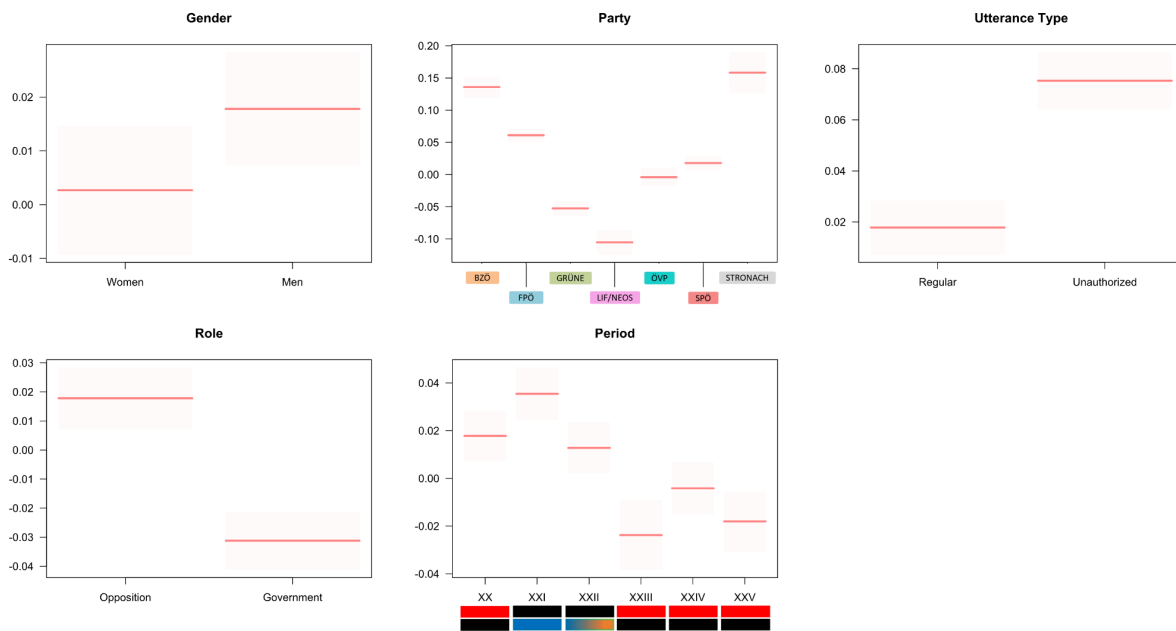 Gender
0.02
0.01
0.00
-0.01
Women Men
Party
0.20
0.15
0.10
0.05
0.00
-0.05
-0.10
BZÖ GRÜNE ÖVP STRONACH
FPÖ LIF/NEOS SPÖ
Utterance Type
0.08
0.06
0.04
0.02
Regular Unauthorized
Role
0.03
0.02
0.01
0.00
-0.01
-0.02
-0.03
-0.04
Opposition Government
Period
0.04
0.02
0.00
-0.02
-0.04
XX XXI XXII XXIII XXIV XXV